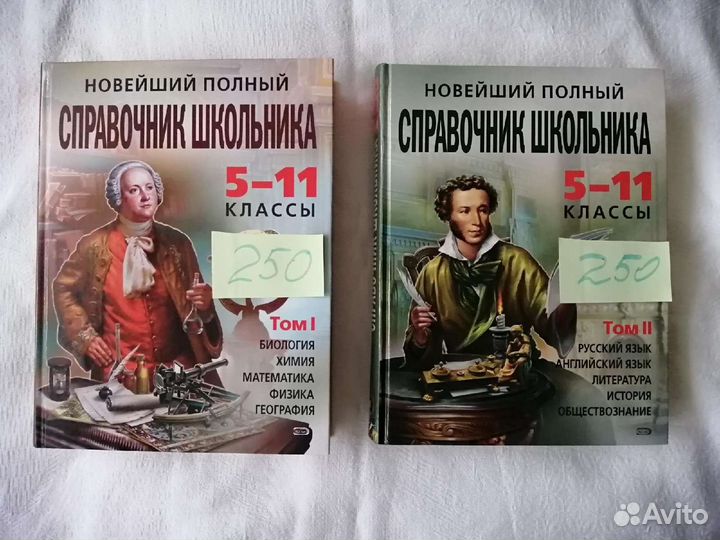 НОВЕЙШИЙ ПОЛНЫЙ
СПРАВОЧНИК ШКОЛЬНИКА
5-11
КЛАССЫ
250
Том I
БИОЛОГИЯ
ХИМИЯ
МАТЕМАТИКА
ФИЗИКА
ГЕОГРАФИЯ
НОВЕЙШИЙ ПОЛНЫЙ
СПРАВОЧНИК ШКОЛЬНИКА
5-11
КЛАССЫ
250
Том II
РУССКИЙ ЯЗЫК
АНГЛИЙСКИЙ ЯЗЫК
ЛИТЕРАТУРА
ИСТОРИЯ
ОБЩЕСТВОЗНАНИЕ
Avito